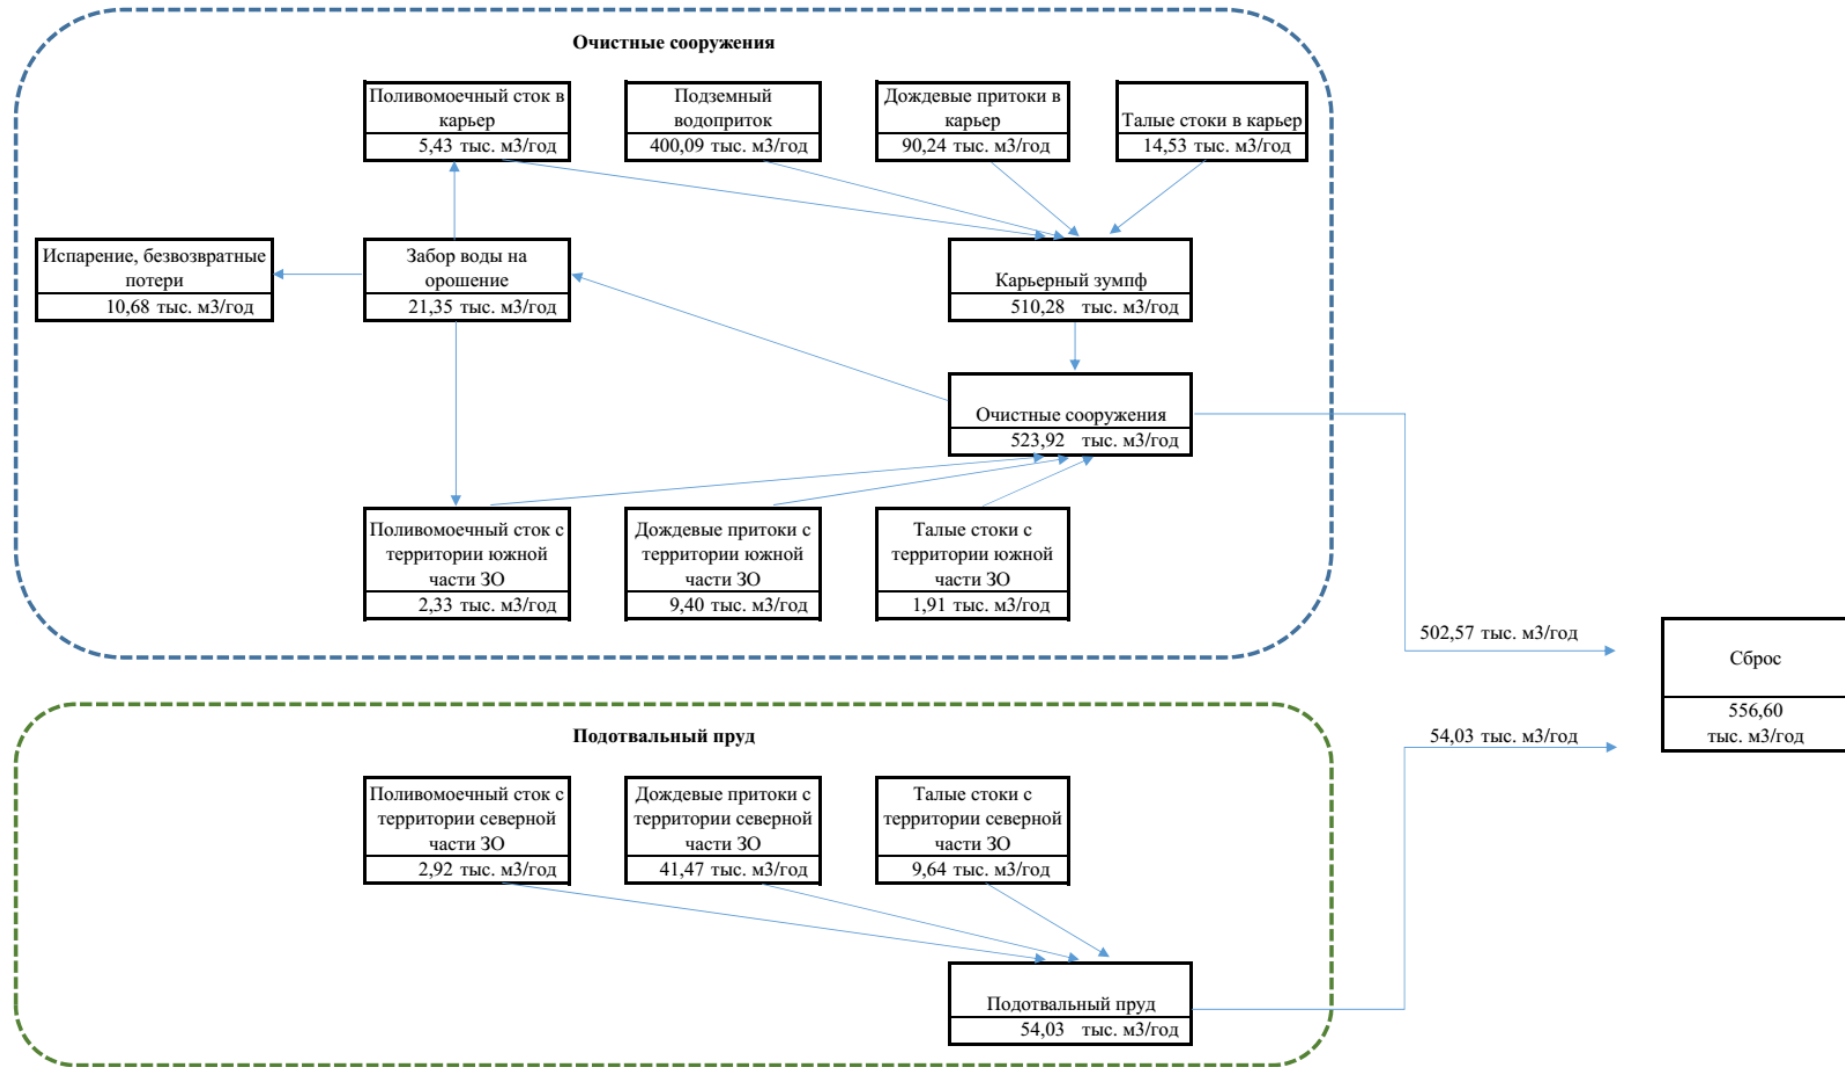 Очистные сооружения
Поливомоечный сток в
карьер
5,43 тыс. м3/год
Подземный
водоприток
400,09 тыс. м3/год
Дождевые притоки в
карьер
90,24 тыс. м3/год
Талые стоки в карьер
14,53 тыс. м3/год
Испарение, безвозвратные
потери
10,68 тыс. м3/год
Забор воды на
орошение
21,35 тыс. м3/год
Карьерный зумпф
510,28 тыс. м3/год
Очистные сооружения
523,92 тыс. м3/год
Поливомоечный сток с
территории южной
части ЗО
2,33 тыс. м3/год
Дождевые притоки с
территории южной
части ЗО
9,40 тыс. м3/год
Талые стоки с
территории южной
части ЗО
1,91 тыс. м3/год
502,57 тыс. м3/год
Сброс
556,60
тыс. м3/год
54,03 тыс. м3/год
Подотвальный пруд
Поливомоечный сток с
территории северной
части ЗО
2,92 тыс. м3/год
Дождевые притоки с
территории северной
части ЗО
41,47 тыс. м3/год
Талые стоки с
территории северной
части ЗО
9,64 тыс. м3/год
Подотвальный пруд
54,03 тыс. м3/год